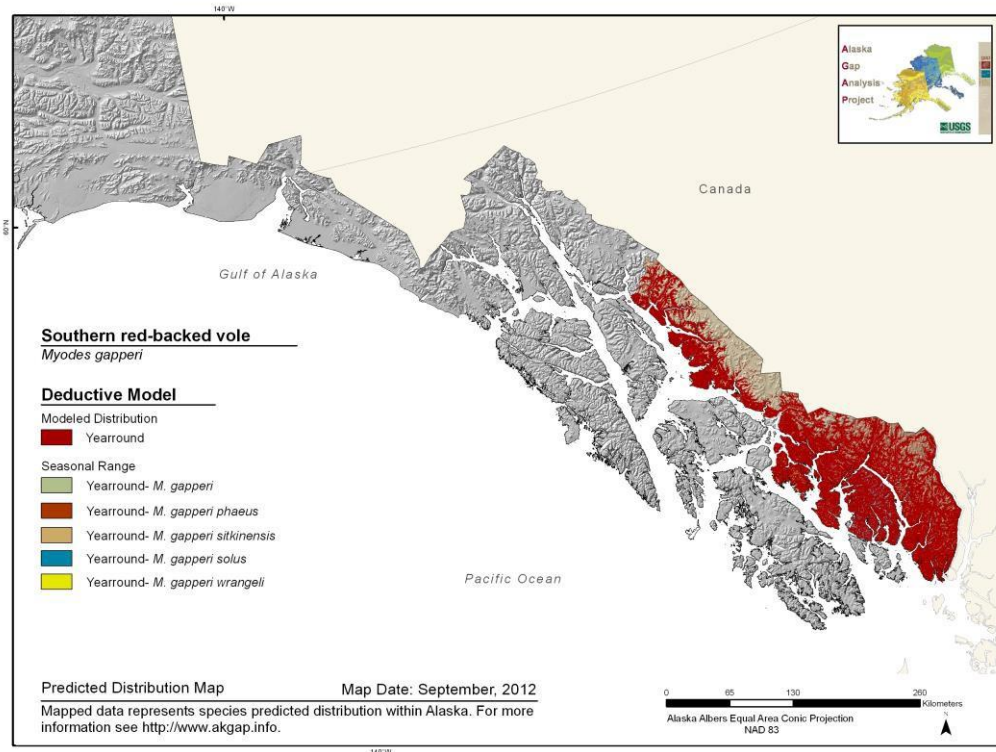 140°W
Alaska
Gap
Analysis
Project
USGS
Canada
60°N
Gulf of Alaska
Southern red-backed vole
Myodes gapperi
Deductive Model
Modeled Distribution
Yearround
Seasonal Range
Yearround- M. gapperi
Yearround- M. gapperi phaeus
Yearround- M. gapperi sitkinensis
Yearround- M. gapperi solus
Yearround- M. gapperi wrangeli
Pacific Ocean
Predicted Distribution Map
Map Date: September, 2012
Mapped data represents species predicted distribution within Alaska. For more
information see http://www.akgap.info.
0 65 130 260
Kilometers
Alaska Albers Equal Area Conic Projection
NAD 83
N
140°W